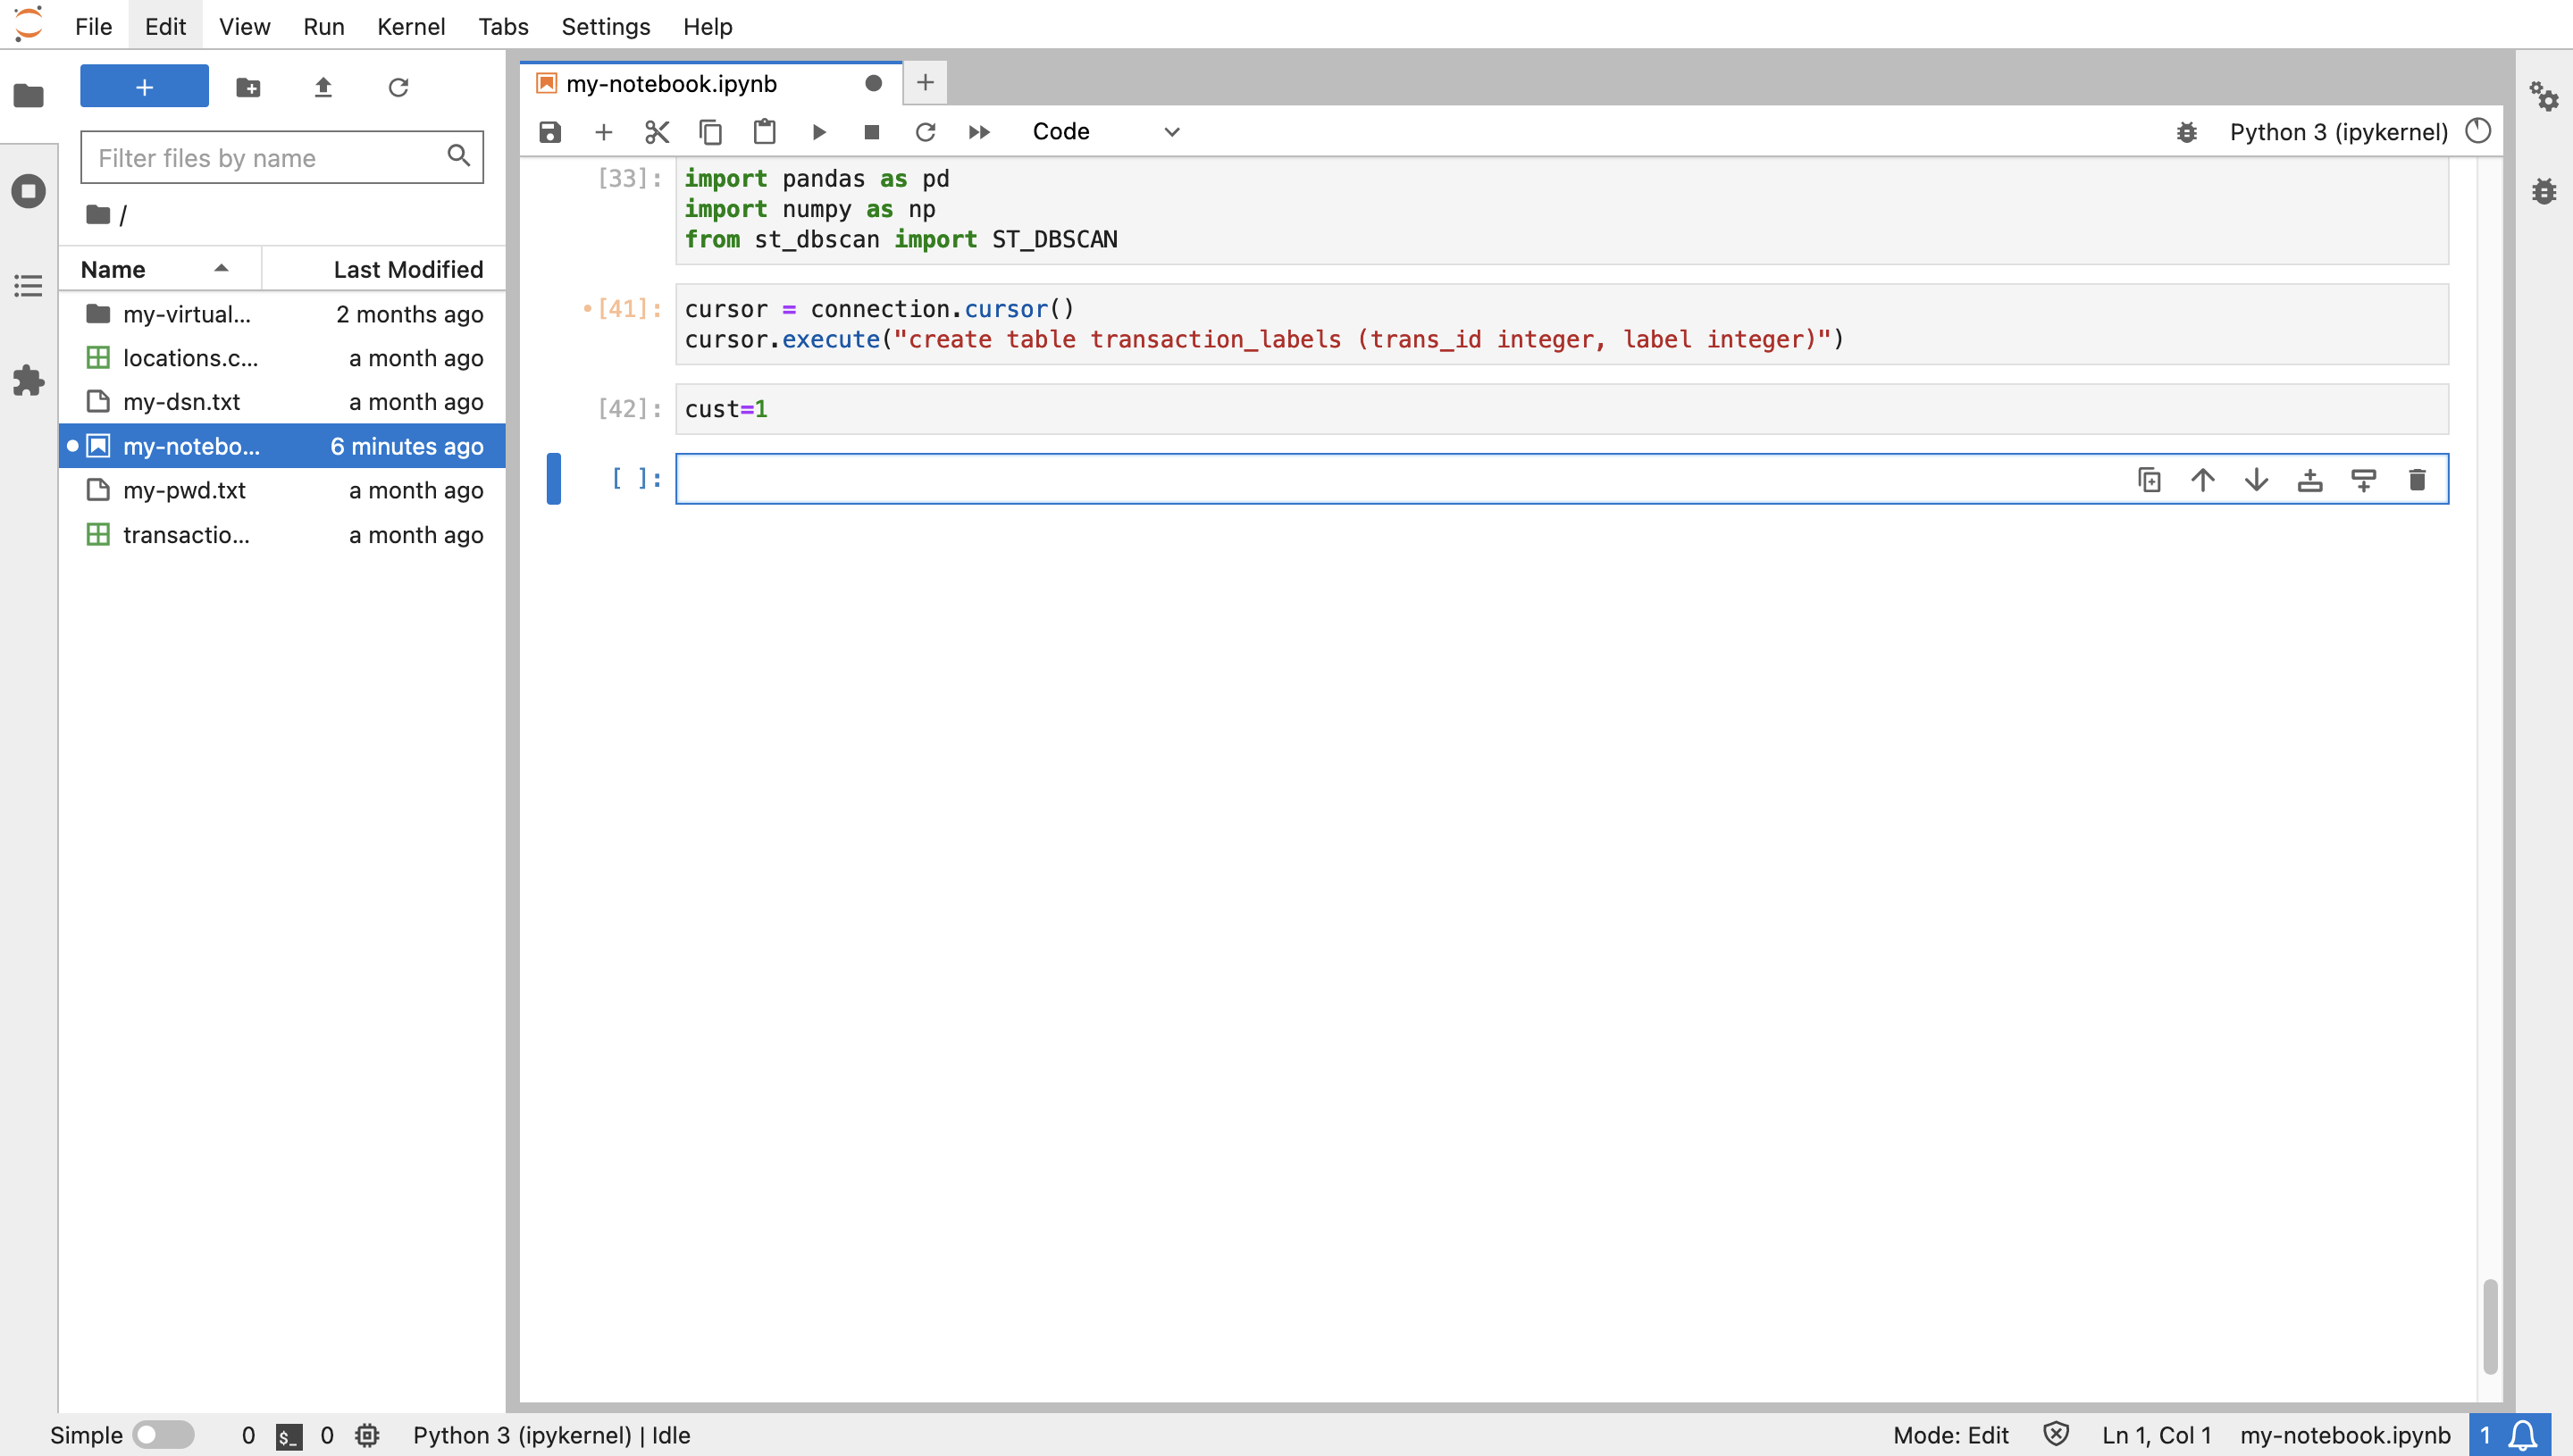 File Edit View Run Kernel Tabs Settings Help
my-notebook.ipynb
Filter files by name
Code
Python 3 (ipykernel)
/
Name Last Modified
my-virtual... 2 months ago
locations.c... a month ago
my-dsn.txt a month ago
my-notebo... 6 minutes ago
my-pwd.txt a month ago
transactio... a month ago
[33]: import pandas as pd
import numpy as np
from st_dbscan import ST_DBSCAN
[41]: cursor = connection.cursor()
cursor.execute("create table transaction_labels (trans_id integer, label integer)")
[42]: cust=1
[ ]:
Simple 0 $_ 0 Python 3 (ipykernel) | Idle Mode: Edit Ln 1, Col 1 my-notebook.ipynb 1